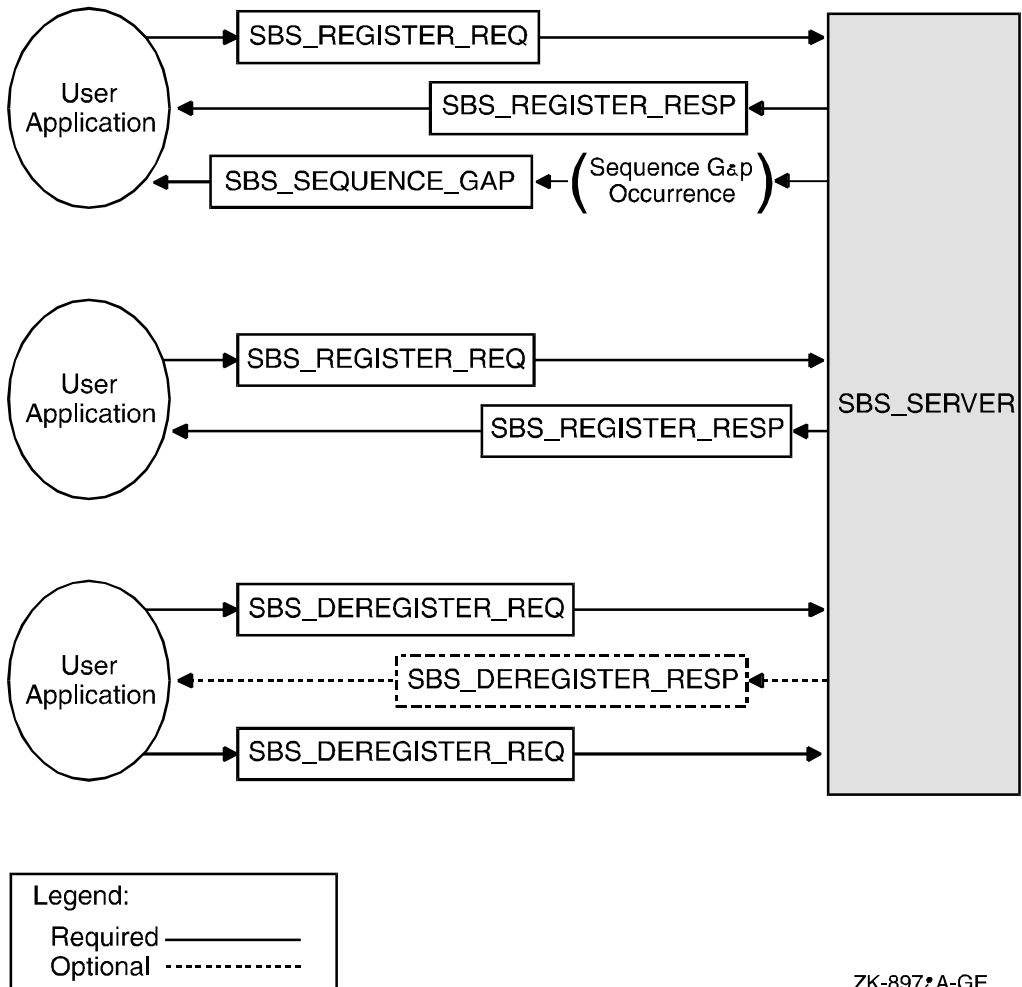 SBS_REGISTER_REQ
User
Application
SBS_REGISTER_RESP
SBS_SEQUENCE_GAP
(Sequence Gap
Occurrence)
SBS_REGISTER_REQ
User
Application
SBS_SERVER
SBS_REGISTER_RESP
SBS_DEREGISTER_REQ
User
Application
SBS_DEREGISTER_RESP
SBS_DEREGISTER_REQ
Legend:
Required
Optional